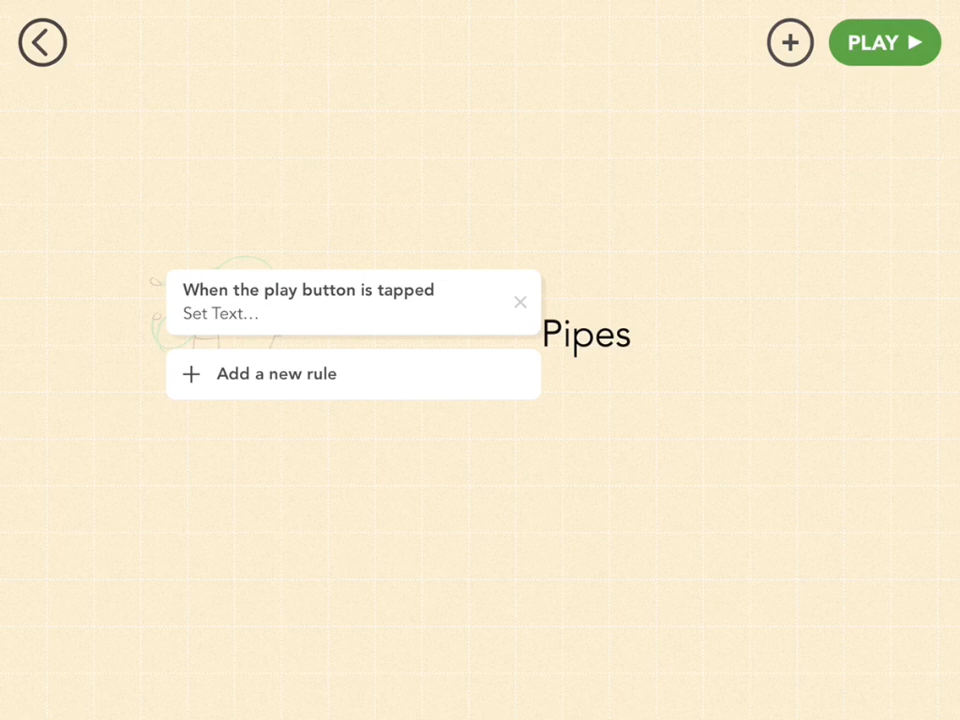 PLAY
When the play button is tapped
Set Text...
Pipes
Add a new rule